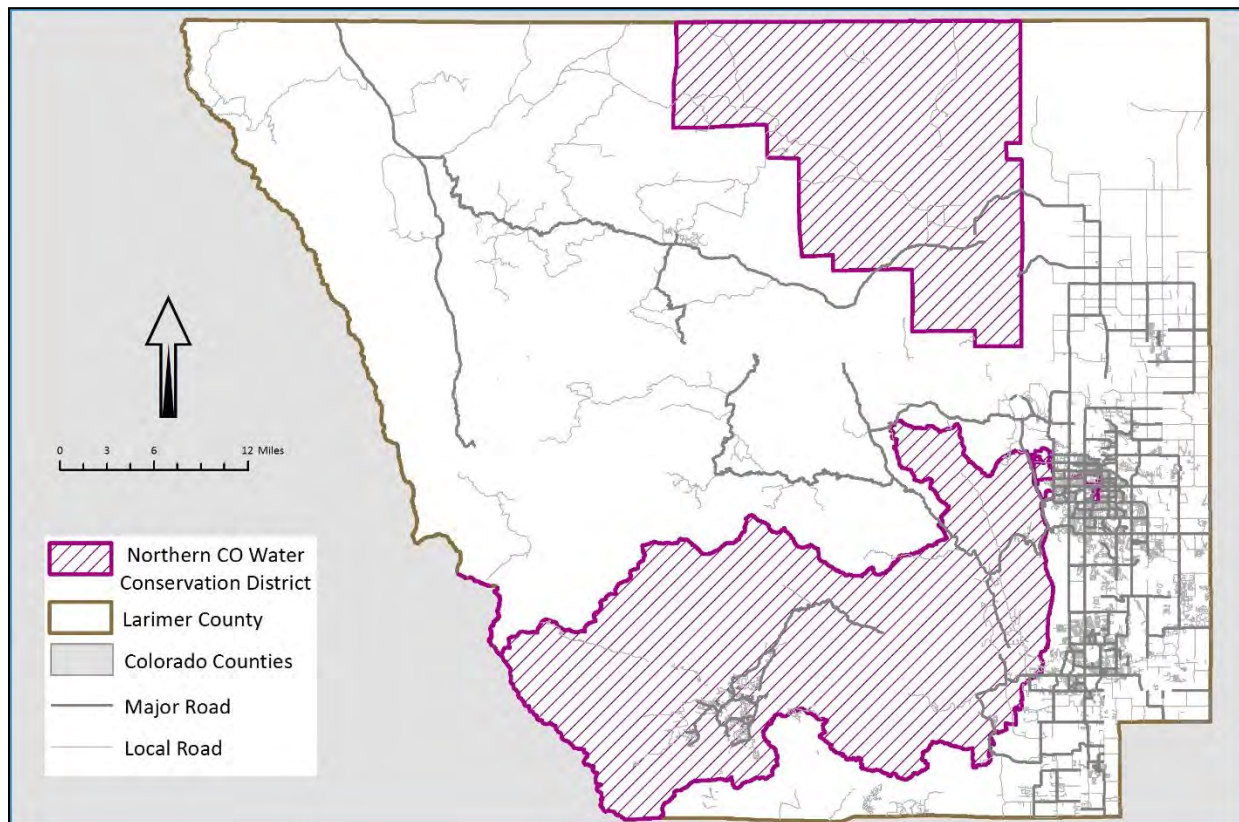 0 3 6 12 Miles
Northern CO Water
Conservation District
Larimer County
Colorado Counties
Major Road
Local Road